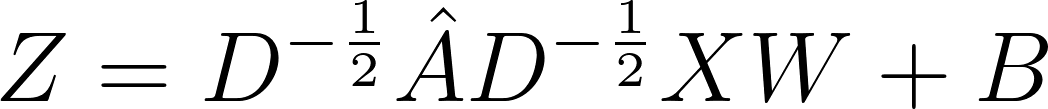 Z = D^{-\frac{1}{2}} \hat{A} D^{-\frac{1}{2}} X W + B